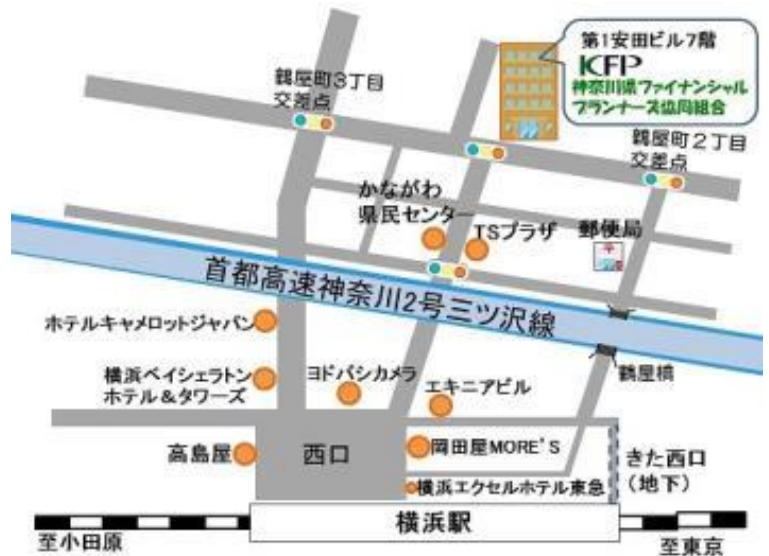 第1安田ビル7階
KFP
神奈川県ファイナンシャル
プランナーズ協同組合
鶴屋町3丁目
交差点
鶴屋町2丁目
交差点
かながわ
県民センター
TSプラザ
郵便局
首都高速神奈川2号三ツ沢線
ホテルキャメロットジャパン
横浜ベイシェラトン
ホテル＆タワーズ
ヨドバシカメラ
エキニアビル
鶴屋橋
高島屋
西口
岡田屋MORE'S
きた西口
(地下)
横浜エクセルホテル東急
横浜駅
至小田原
至東京